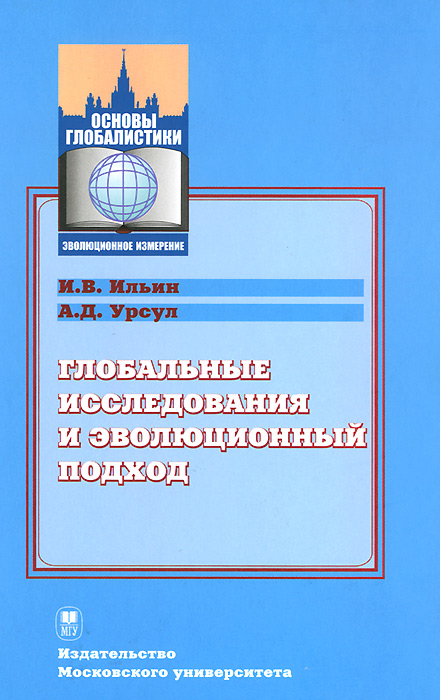 ОСНОВЫ
ГЛОБАЛИСТИКИ
ЭВОЛЮЦИОННОЕ ИЗМЕРЕНИЕ
И.В. Ильин
А.Д. Урсул
ГЛОБАЛЬНЫЕ
ИССЛЕДОВАНИЯ
И ЭВОЛЮЦИОННЫЙ
ПОДХОД
МГУ
Издательство
Московского университета